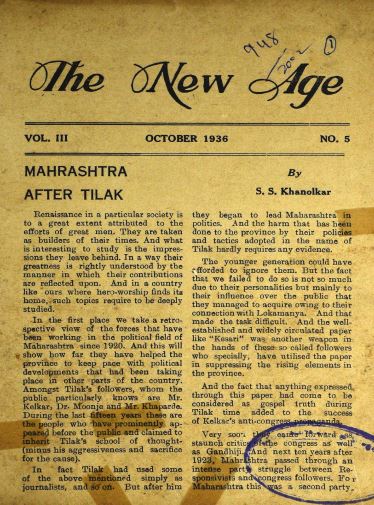 948
The New Age
VOL. III OCTOBER 1936 NO. 5
MAHRASHTRA
AFTER TILAK
By
S. S. Khanolkar
Renaissance in a particular society is
to a great extent attributed to the
efforts of great men. They are taken
as builders of their times. And what
is interesting to study is the impres-
sions they leave behind. In a way their
greatness is rightly understood by the
manner in which their contributions
are reflected upon. And in a country
like ours where hero-worship finds its
home, such topics require to be deeply
studied.
In the first place we take a retro-
spective view of the forces that have
been working in the political field of
Maharashtra since 1920. And this will
show how far they have helped the
province to keep pace with political
developments that had been taking
place in other parts of the country.
Amongst Tilak's followers, whom the
public particularly knows are Mr.
Kelkar, Dr. Moonje and Mr. Khaparde.
During the last fifteen years these are
the people who have prominently ap-
peared before the public and claimed to
inherit Tilak's school of thought-
(minus his aggressiveness and sacrifice
for the cause).
In fact Tilak had used some
of the above mentioned simply as
journalists, and so on. But after him
they began to lead Maharashtra in
politics. And the harm that has been
done to the province by their policies
and tactics adopted in the name of
Tilak hardly requires any evidence.
The younger generation could have
afforded to ignore them. But the fact
that we failed to do so is not so much
due to their personalities but mainly to
their influence over the public that
they managed to acquire owing to their
connection with Lokamanya. And that
made the task difficult. And the well-
established and widely circulated paper
like "Kesari" was another weapon in
the hands of these so called followers
who specially, have utilised the paper
in suppressing the rising elements in
the province.
And the fact that anything expressed
through this paper had come to be
considered as gospel truth during
Tilak time added to the success
of Kelkar's anti-congress propaganda.
Very soon they came forward as
staunch critics of the congress as well
as Gandhiji. And next ten years after
1923, Mahrashtra passed through an
intense party struggle between Re-
sponsivists and congress followers. For
Maharashtra this was a second party